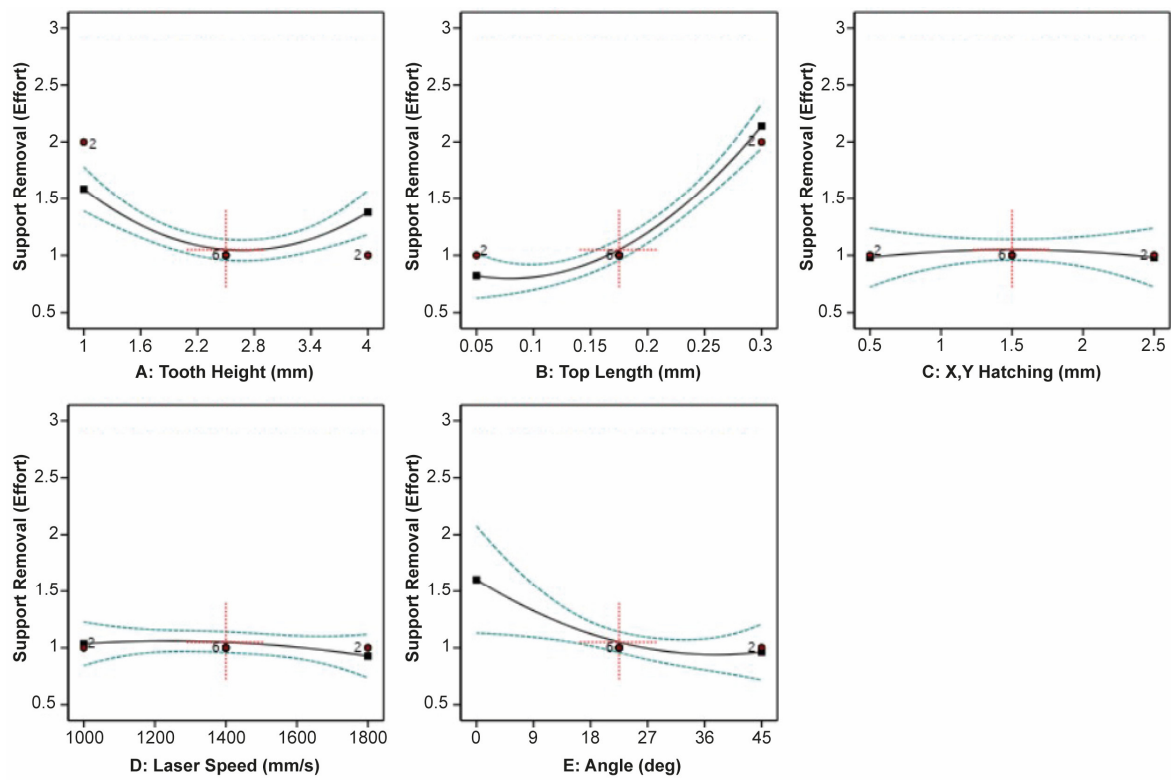 Support Removal (Effort)
3
2.5
2
1.5
1
0.5
2
6
2
1 1.6 2.2 2.8 3.4 4
A: Tooth Height (mm)
Support Removal (Effort)
3
2.5
2
1.5
1
0.5
2
6
2
0.05 0.1 0.15 0.2 0.25 0.3
B: Top Length (mm)
Support Removal (Effort)
3
2.5
2
1.5
1
0.5
2
6
2
0.5 1 1.5 2 2.5
C: X,Y Hatching (mm)
Support Removal (Effort)
3
2.5
2
1.5
1
0.5
2
6
2
1000 1200 1400 1600 1800
D: Laser Speed (mm/s)
Support Removal (Effort)
3
2.5
2
1.5
1
0.5
6
2
0 9 18 27 36 45
E: Angle (deg)